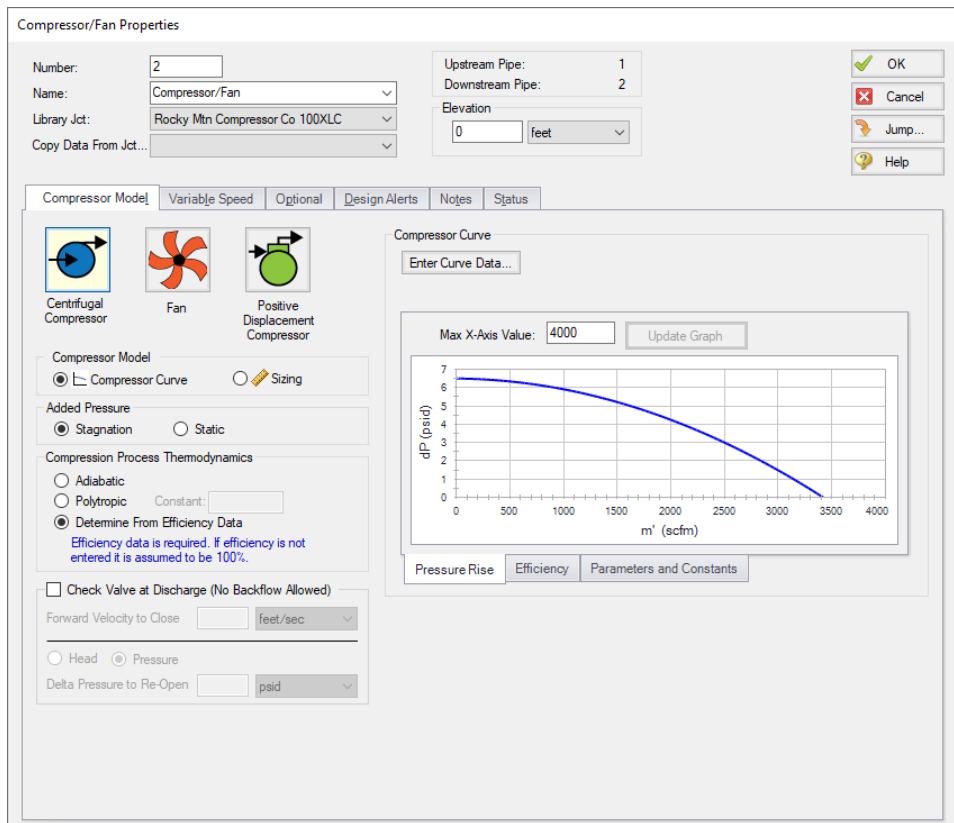 Compressor/Fan Properties
Number: 2
Name: Compressor/Fan
Library Jct: Rocky Mtn Compressor Co 100XLC
Copy Data From Jct...
Upstream Pipe: 1
Downstream Pipe: 2
Elevation
0 feet
OK
Cancel
Jump...
Help
Compressor Model Variable Speed Optional Design Alerts Notes Status
Centrifugal
Compressor
Fan
Positive
Displacement
Compressor
Compressor Model
Compressor Curve Sizing
Added Pressure
Stagnation Static
Compression Process Thermodynamics
Adiabatic
Polytropic Constant:
Detemine From Efficiency Data
Efficiency data is required. If efficiency is not
entered it is assumed to be 100%.
Check Valve at Discharge (No Backflow Allowed)
Forward Velocity to Close feet/sec
Head Pressure
Delta Pressure to Re-Open psid
Compressor Curve
Enter Curve Data...
Max X-Axis Value: 4000 Update Graph
7
6
5
4
3
2
1
0
dP (psid)
0 500 1000 1500 2000 2500 3000 3500 4000
m' (scfm)
Pressure Rise Efficiency Parameters and Constants